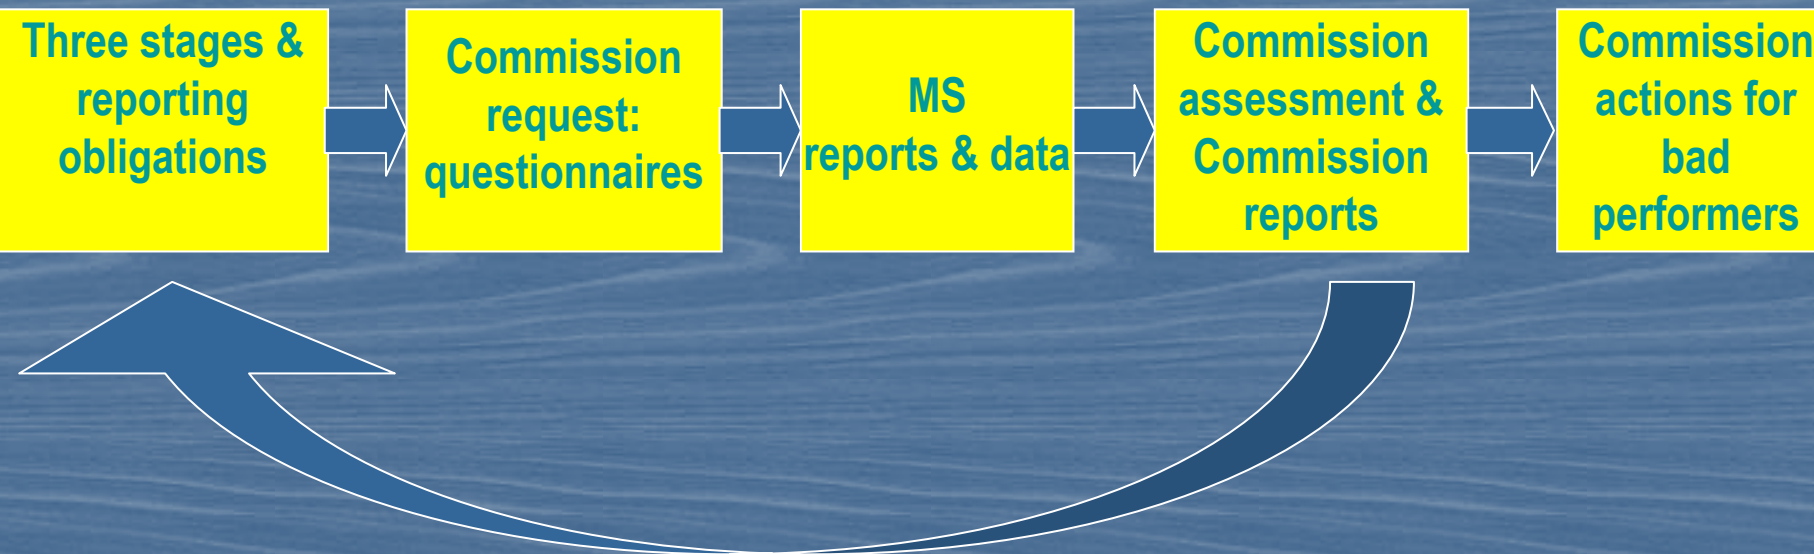 Three stages &
reporting
obligations
Commission
request:
questionnaires
MS
reports & data
Commission
assessment &
Commission
reports
Commission
actions for
bad
performers